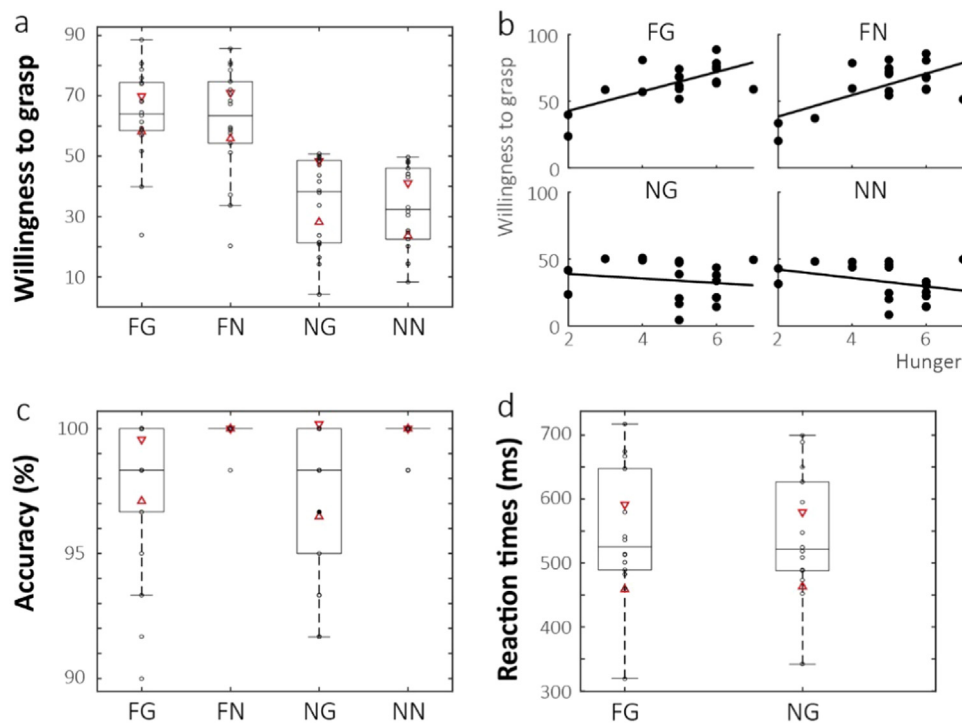 a
Willingness to grasp
90
70
50
30
10
FG FN NG NN
b
Willingness to grasp
FG FN
100
50
0
NG NN
100
50
0
2 4 6 2 4 6
Hunger
c
Accuracy (%)
100
95
90
FG FN NG NN
d
Reaction times (ms)
700
600
500
400
300
FG NG